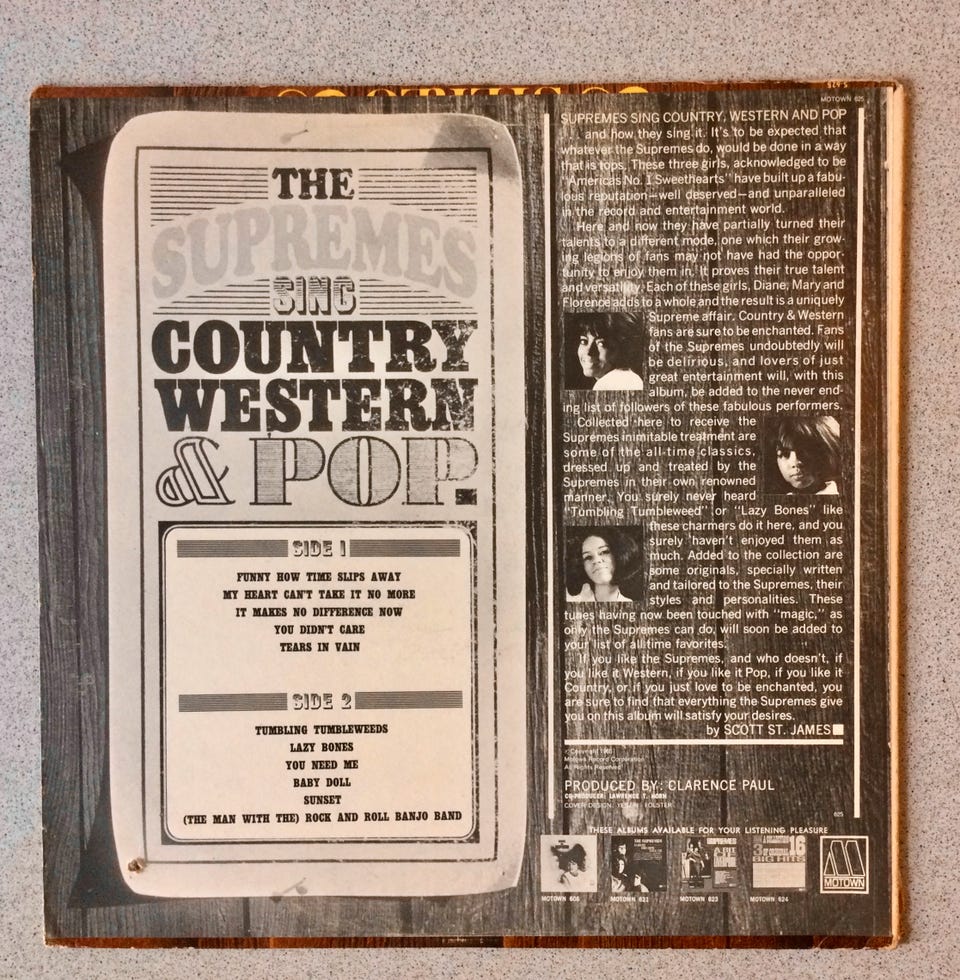 THE
SUPREMES
SING
COUNTRY
WESTERN
& POP.
SIDE 1
FUNNY HOW TIME SLIPS AWAY
MY HEART CAN'T TAKE IT NO MORE
IT MAKES NO DIFFERENCE NOW
YOU DIDN'T CARE
TEARS IN VAIN
SIDE 2
TUMBLING TUMBLEWEEDS
LAZY BONES
YOU NEED ME
BABY DOLL
SUNSET
(THE MAN WITH THE) ROCK AND ROLL BANJO BAND
S 625
MOTOWN 625
SUPREMES SING COUNTRY, WESTERN AND POP
. . . and how they sing it. It's to be expected that
whatever the Supremes do, would be done in a way
that is tops. These three girls, acknowledged to be
"Americas No. 1 Sweethearts" have built up a fabu-
lous reputation—well deserved—and unparalleled
in the record and entertainment world.
Here and now they have partially turned their
talents to a different mode, one which their grow-
ing legions of fans may not have had the oppor-
tunity to enjoy them in. It proves their true talent
and versatility. Each of these girls, Diane, Mary and
Florence adds to a whole and the result is a uniquely
Supreme affair. Country & Western
fans are sure to be enchanted. Fans
of the Supremes undoubtedly will
be delirious, and lovers of just
great entertainment will, with this
album, be added to the never end-
ing list of followers of these fabulous performers.
Collected here to receive the
Supremes inimitable treatment are
some of the all-time classics,
dressed up and treated by the
Supremes in their own renowned
manner. You surely never heard
"Tumbling Tumbleweed" or "Lazy Bones" like
these charmers do it here, and you
surely haven't enjoyed them as
much. Added to the collection are
some originals, specially written
and tailored to the Supremes, their
styles and personalities. These
tunes having now been touched with "magic," as
only the Supremes can do, will soon be added to
your list of all time favorites.
If you like the Supremes, and who doesn't, if
you like it Western, if you like it Pop, if you like it
Country, or if you just love to be enchanted, you
are sure to find that everything the Supremes give
you on this album will satisfy your desires.
by SCOTT ST. JAMES
© Copyright 1965
Motown Record Corporation
All Rights Reserved
PRODUCED BY: CLARENCE PAUL
CO-PRODUCER: LAWRENCE T. HORN
COVER DESIGN:
625
THESE ALBUMS AVAILABLE FOR YOUR LISTENING PLEASURE
16
BIG HITS
MOTOWN
MOTOWN 606
MOTOWN 621
MOTOWN 623
MOTOWN 624